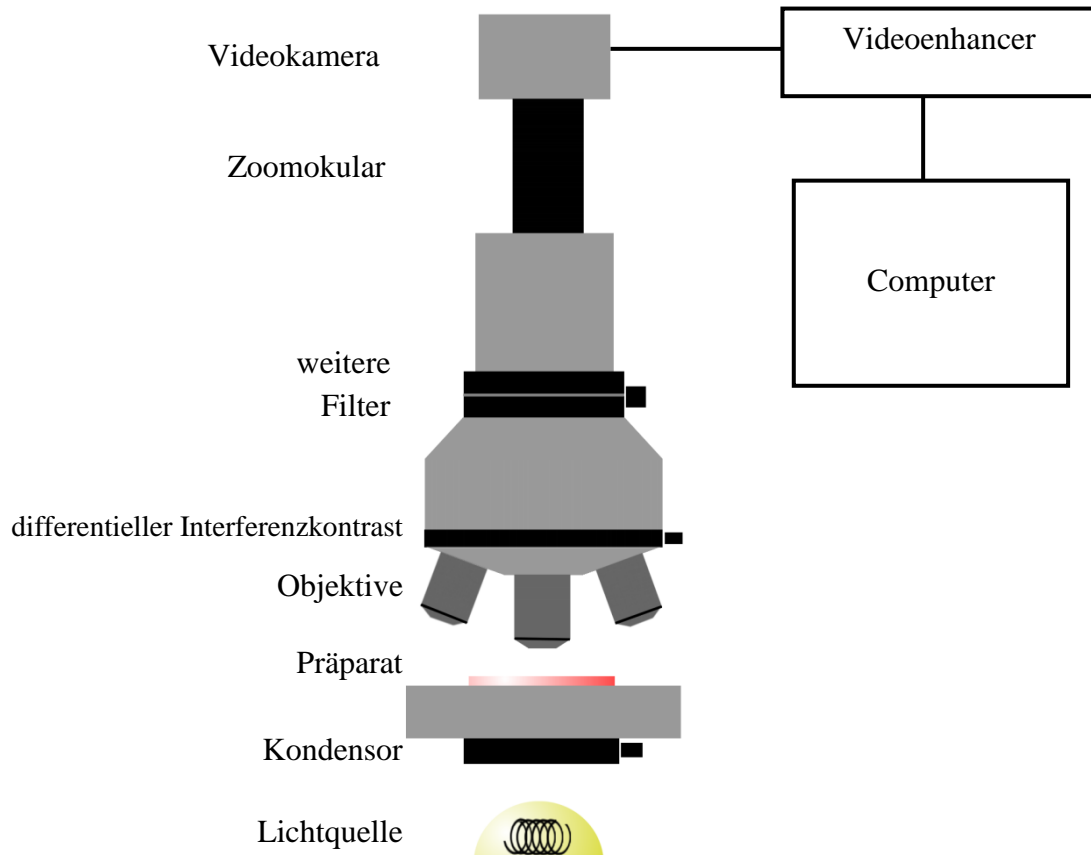 Videokamera
Videoenhancer
Zoomokular
Computer
weitere
Filter
differentieller Interferenzkontrast
Objektive
Präparat
Kondensor
Lichtquelle